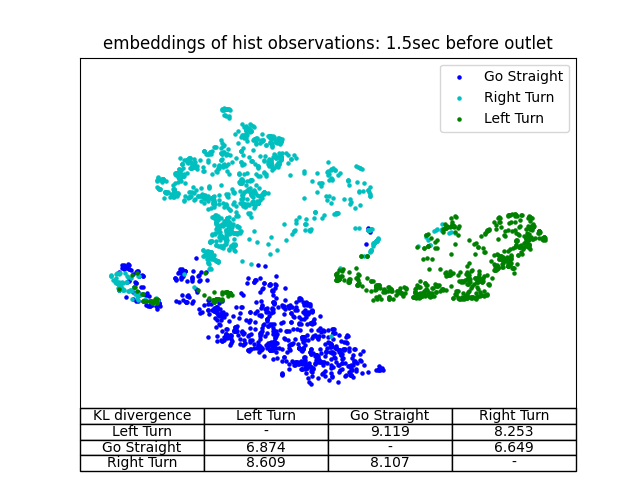 embeddings of hist observations: 1.5sec before outlet
Go Straight
Right Turn
Left Turn
KL divergence Left Turn Go Straight Right Turn
Left Turn - 9.119 8.253
Go Straight 6.874 - 6.649
Right Turn 8.609 8.107 -